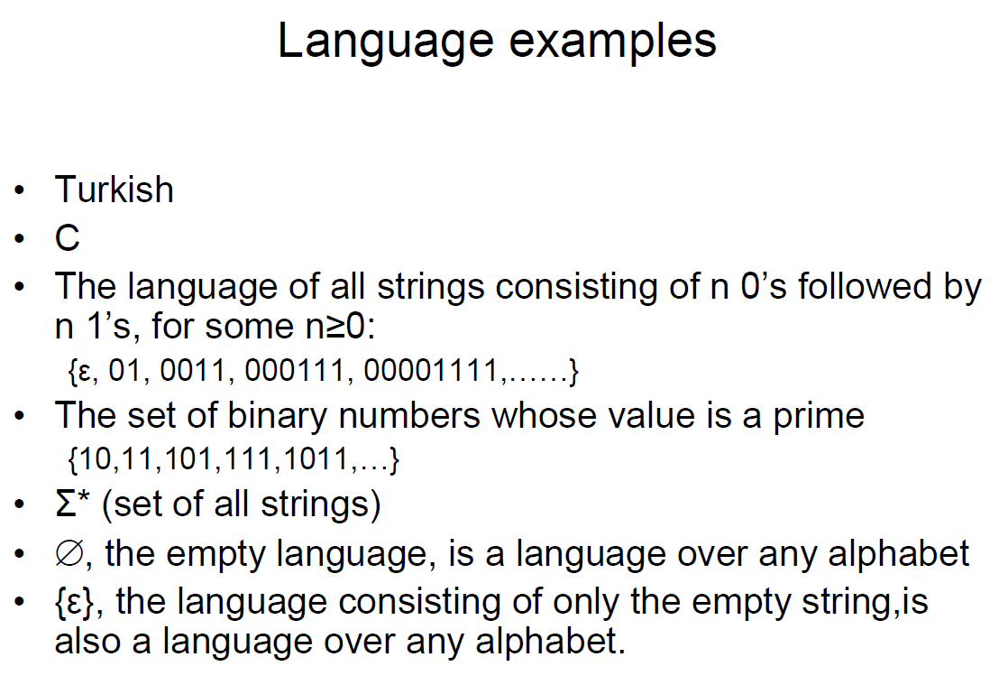 Language examples
• Turkish
• C
• The language of all strings consisting of n 0’s followed by
n 1’s, for some n≥0:
{ε, 01, 0011, 000111, 00001111,……}
• The set of binary numbers whose value is a prime
{10,11,101,111,1011,…}
• Σ* (set of all strings)
• ∅, the empty language, is a language over any alphabet
• {ε}, the language consisting of only the empty string,is
also a language over any alphabet.